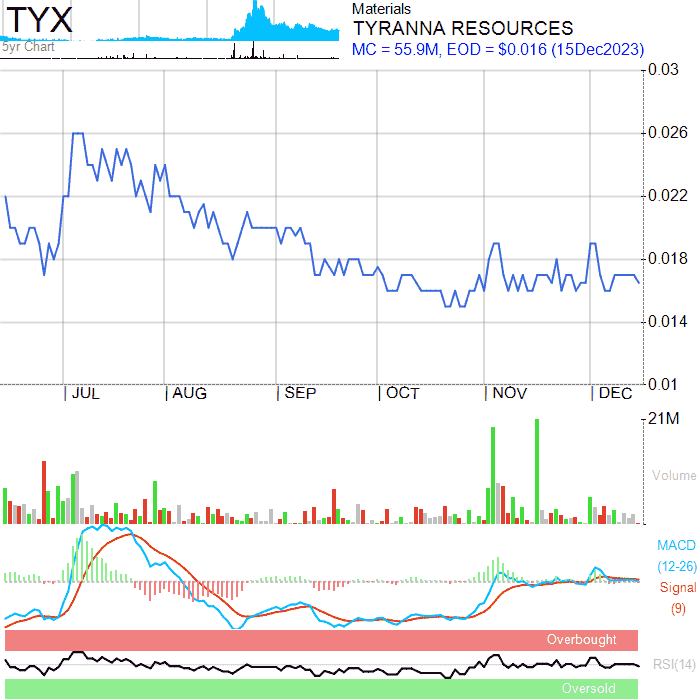 TYX
5yr Chart
Materials
TYRANNA RESOURCES
MC = 55.9M, EOD = $0.016 (15Dec2023)
0.03
0.026
0.022
0.018
0.014
0.01
JUL AUG SEP OCT NOV DEC
21M
Volume
MACD
(12-26)
Signal
(9)
Overbought
RSI(14)
Oversold